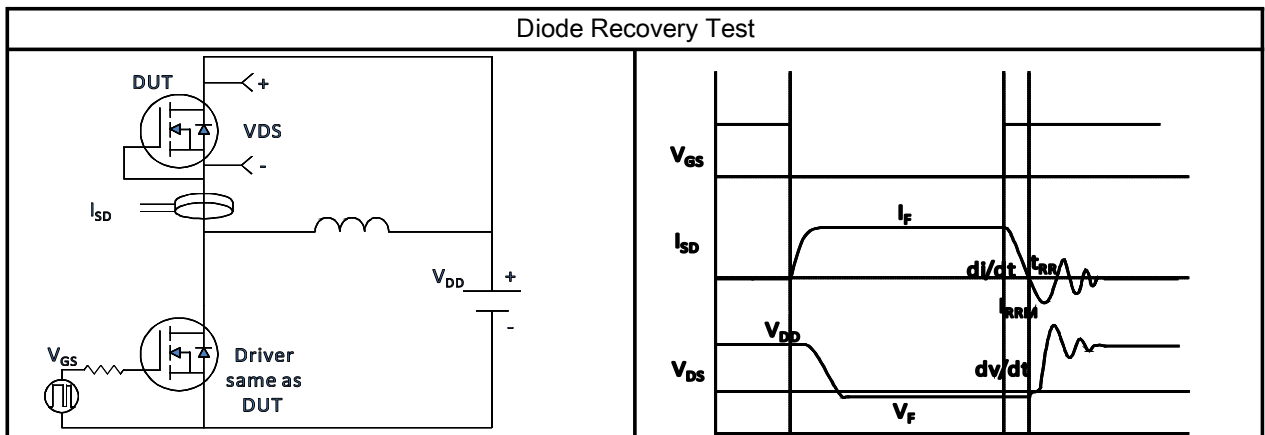 Diode Recovery Test
DUT
+
VDS
-
ISD
VDD
+
-
VGS
Driver
same as
DUT
VGS
IF
ISD
di/dt
tRR
IRRM
VDD
VDS
dv/dt
VF